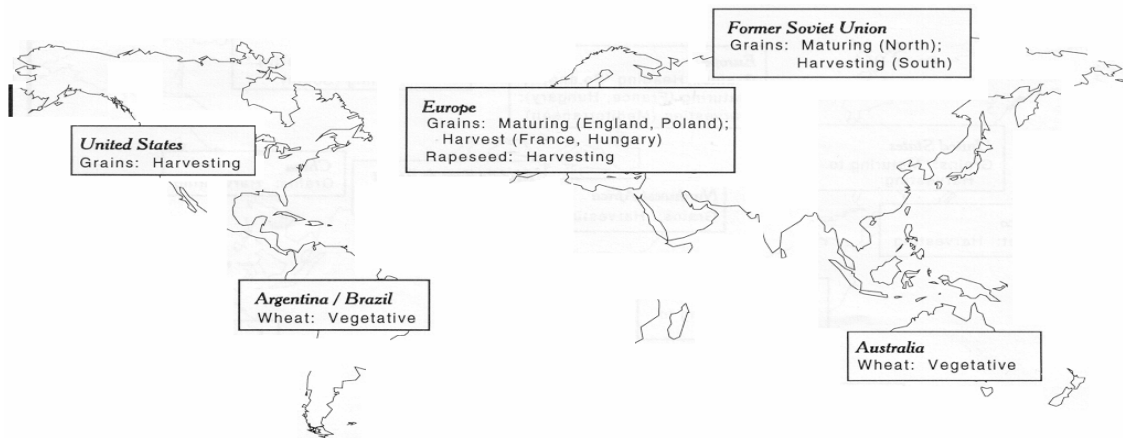 Former Soviet Union
Grains: Maturing (North);
Harvesting (South)
Europe
Grains: Maturing (England, Poland);
Harvest (France, Hungary)
Rapeseed: Harvesting
United States
Grains: Harvesting
Argentina / Brazil
Wheat: Vegetative
Australia
Wheat: Vegetative